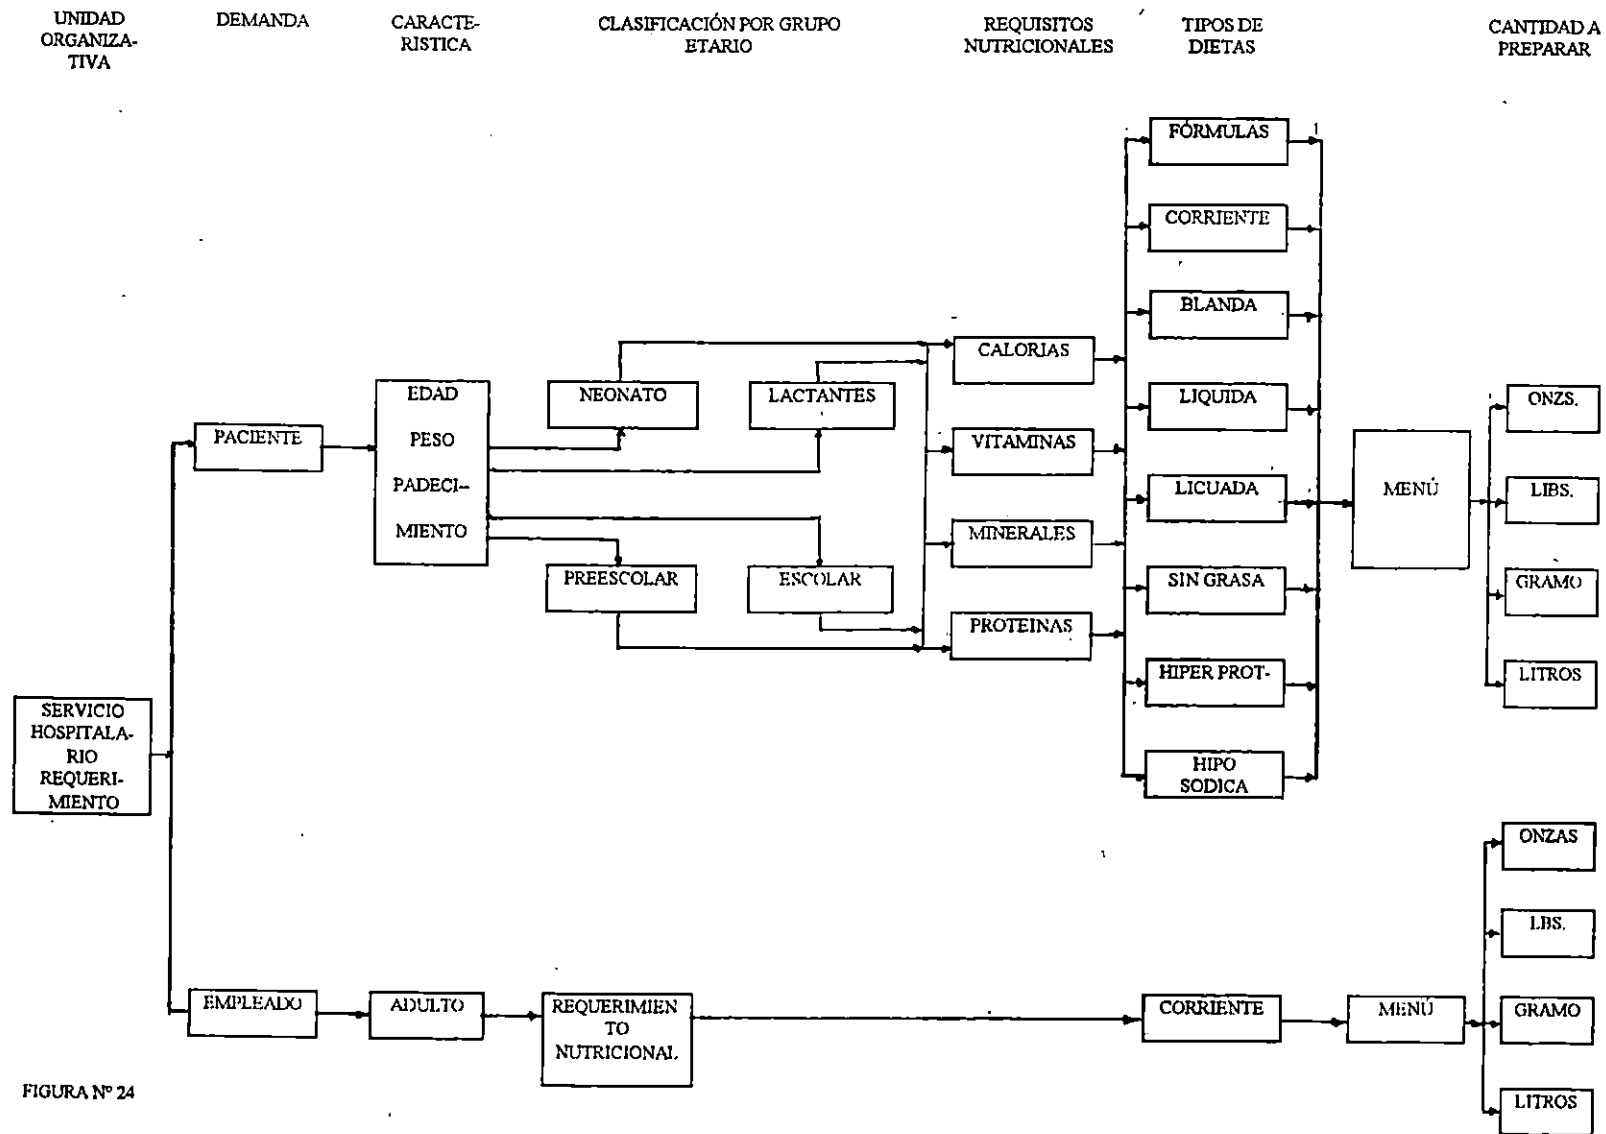 UNIDAD
ORGANIZA-
TIVA
DEMANDA
CARACTE-
RISTICA
CLASIFICACIÓN POR GRUPO
ETARIO
REQUISITOS
NUTRICIONALES
TIPOS DE
DIETAS
CANTIDAD A
PREPARAR
SERVICIO
HOSPITALA-
RIO
REQUERI-
MIENTO
PACIENTE
EDAD
PESO
PADECI-
MIENTO
NEONATO
LACTANTES
PREESCOLAR
ESCOLAR
CALORIAS
VITAMINAS
MINERALES
PROTEINAS
FÓRMULAS
CORRIENTE
BLANDA
LIQUIDA
LICUADA
SIN GRASA
HIPER PROT-
HIPO
SODICA
MENÚ
ONZS.
LIBS.
GRAMO
LITROS
EMPLEADO
ADULTO
REQUERIMIEN
TO
NUTRICIONAL
CORRIENTE
MENÚ
ONZAS
LBS.
GRAMO
LITROS
FIGURA Nº 24